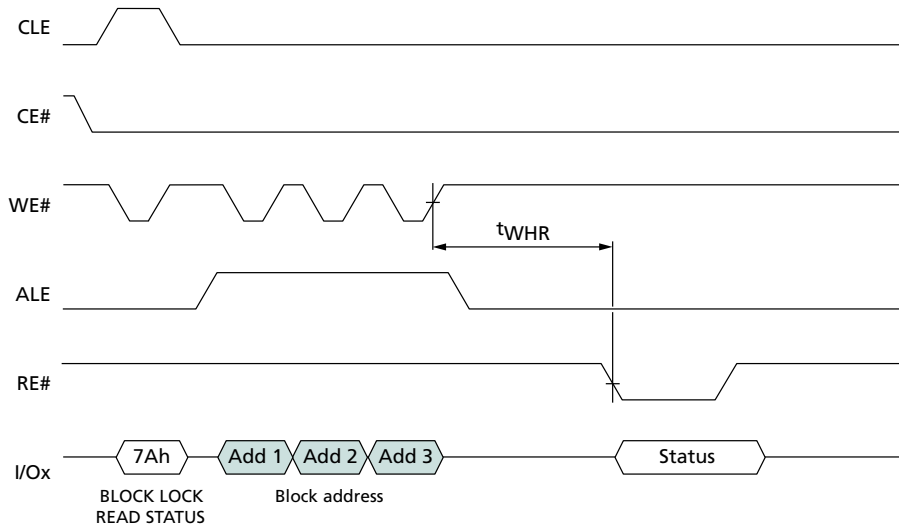 CLE
CE#
WE#
tWHR
ALE
RE#
I/Ox
7Ah
Add 1
Add 2
Add 3
Status
BLOCK LOCK
READ STATUS
Block address